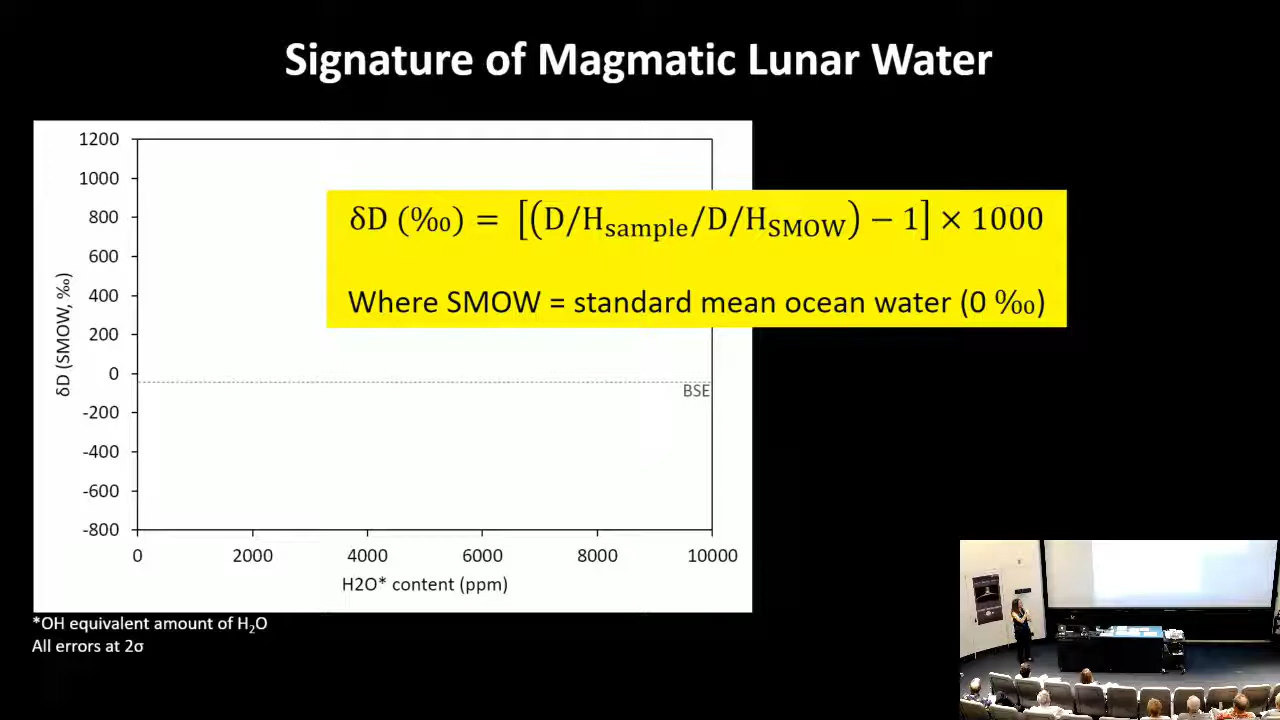 Signature of Magmatic Lunar Water
1200
1000
800
600
400
200
0
-200
-400
-600
-800
δD (SMOW, ‰)
δD (‰) = [(D/Hsample/D/HSMOW) − 1] × 1000
Where SMOW = standard mean ocean water (0 ‰)
BSE
0 2000 4000 6000 8000 10000
H2O* content (ppm)
*OH equivalent amount of H₂O
All errors at 2σ